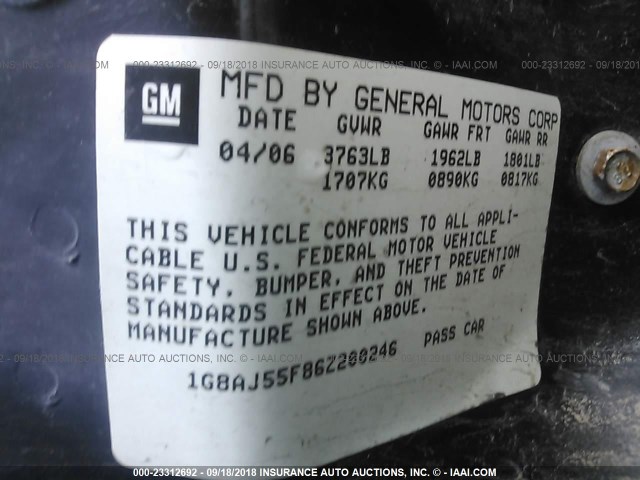 000-23312692 - 09/18/2018 INSURANCE AUTO AUCTIONS, INC. - © - IAAI.COM
GM
MFD BY GENERAL MOTORS CORP
DATE GVWR GAWR FRT GAWR RR
04/06 3763LB 1962LB 1801LB
1707KG 0890KG 0817KG
THIS VEHICLE CONFORMS TO ALL APPLI-
CABLE U.S. FEDERAL MOTOR VEHICLE
SAFETY, BUMPER, AND THEFT PREVENTION
STANDARDS IN EFFECT ON THE DATE OF
MANUFACTURE SHOWN ABOVE.
1G8AJ55F86Z200246 PASS CAR
000-23312692 - 09/18/2018 INSURANCE AUTO AUCTIONS, INC. - © - IAAI.COM